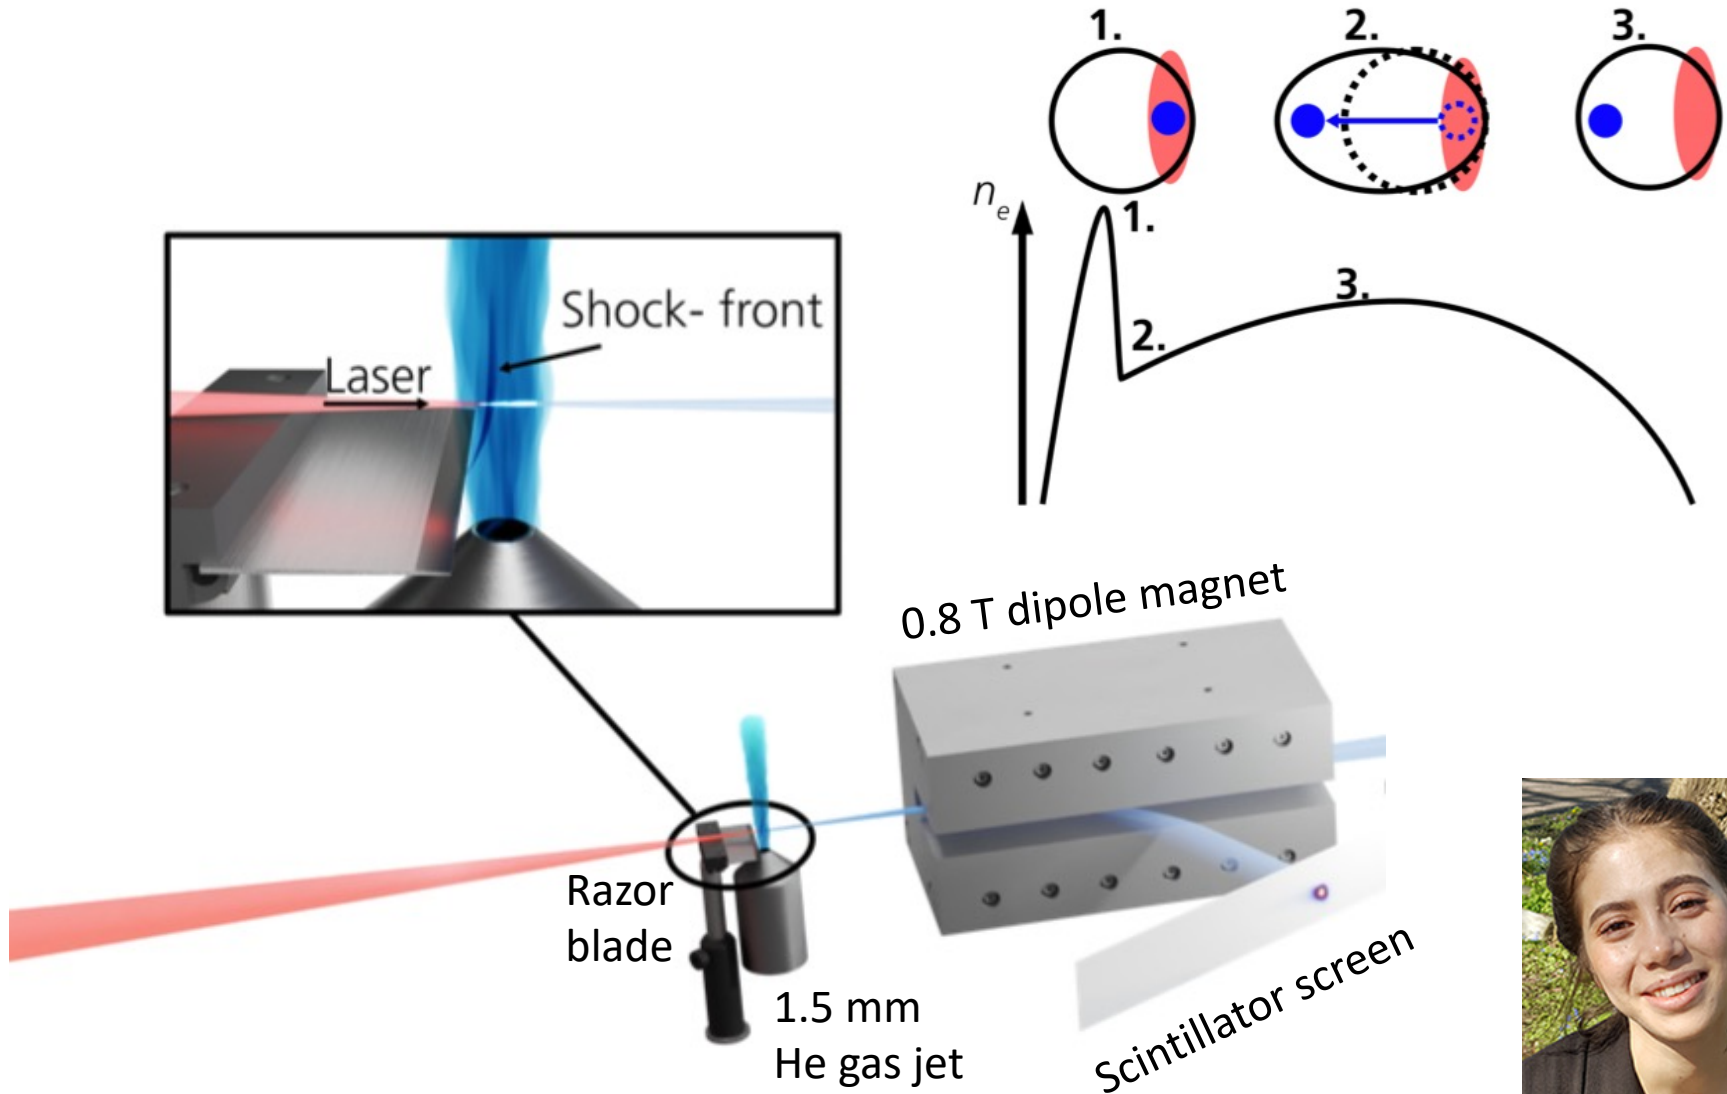 1.
2.
3.
nₑ
1.
2.
3.
Shock- front
Laser
0.8 T dipole magnet
Razor
blade
1.5 mm
He gas jet
Scintillator screen